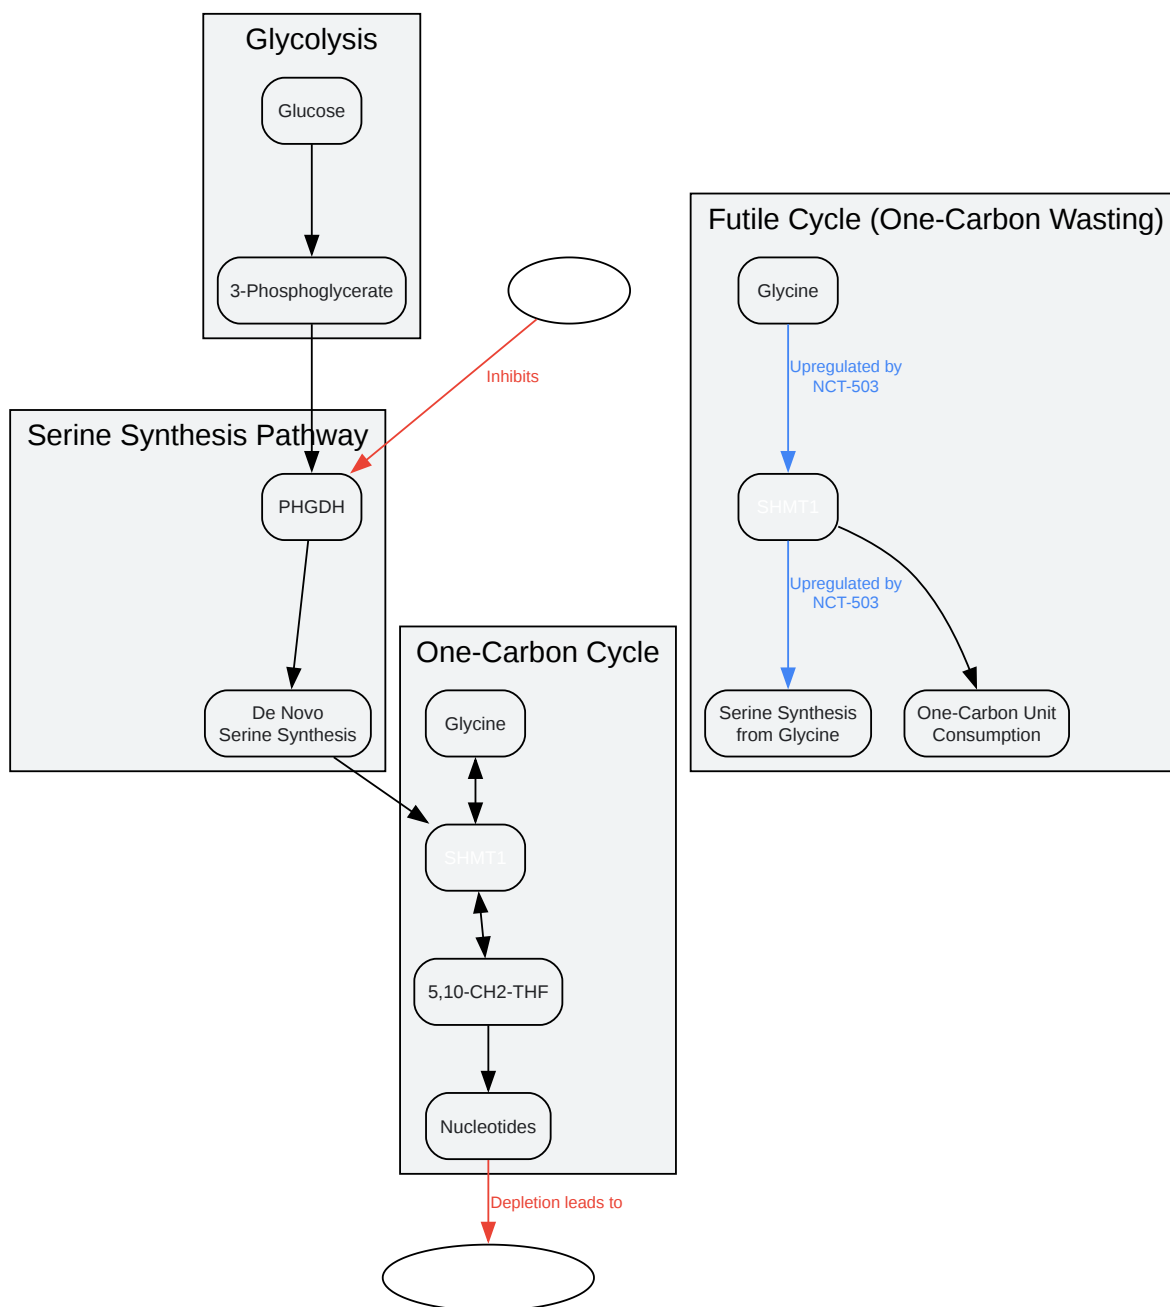 Glycolysis
Glucose
3-Phosphoglycerate
Inhibits
Serine Synthesis Pathway
PHGDH
De Novo
Serine Synthesis
One-Carbon Cycle
Glycine
SHMT1
5,10-CH2-THF
Nucleotides
Depletion leads to
Futile Cycle (One-Carbon Wasting)
Glycine
Upregulated by
NCT-503
SHMT1
Upregulated by
NCT-503
Serine Synthesis
from Glycine
One-Carbon Unit
Consumption